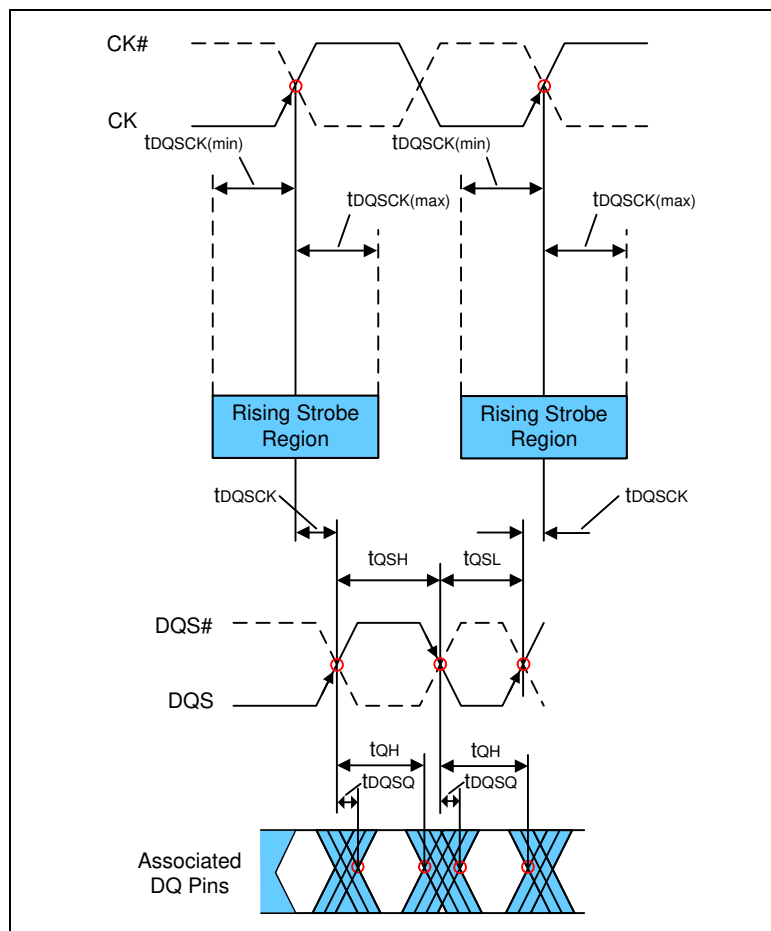 CK#
CK
tDQSCK(min)
tDQSCK(min)
tDQSCK(max)
tDQSCK(max)
Rising Strobe
Region
Rising Strobe
Region
tDQSCK
tDQSCK
tQSH
tQSL
DQS#
DQS
tQH
tQH
tDQSQ
tDQSQ
Associated
DQ Pins